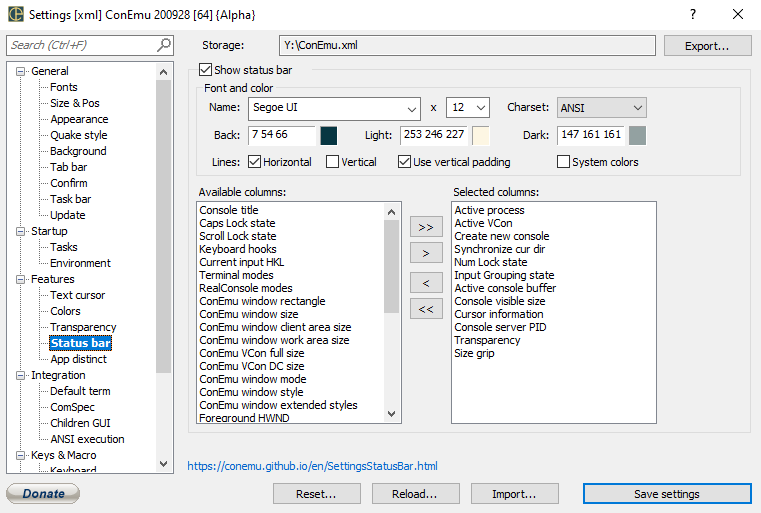 Settings [xml] ConEmu 200928 [64] {Alpha}
Search (Ctrl+F)
Storage: Y:\ConEmu.xml Export...
General
Fonts
Size & Pos
Appearance
Quake style
Background
Tab bar
Confirm
Task bar
Update
Startup
Tasks
Environment
Features
Text cursor
Colors
Transparency
Status bar
App distinct
Integration
Default term
ComSpec
Children GUI
ANSI execution
Keys & Macro
Keyboard
Show status bar
Font and color
Name: Segoe UI x 12 Charset: ANSI
Back: 7 54 66 Light: 253 246 227 Dark: 147 161 161
Lines: Horizontal Vertical Use vertical padding System colors
Available columns:
Console title
Caps Lock state
Scroll Lock state
Keyboard hooks
Current input HKL
Terminal modes
RealConsole modes
ConEmu window rectangle
ConEmu window size
ConEmu window client area size
ConEmu window work area size
ConEmu VCon full size
ConEmu VCon DC size
ConEmu window mode
ConEmu window style
ConEmu window extended styles
Foreground HWND
>>
>
<
<<
Selected columns:
Active process
Active VCon
Create new console
Synchronize cur dir
Num Lock state
Input Grouping state
Active console buffer
Console visible size
Cursor information
Console server PID
Transparency
Size grip
https://conemu.github.io/en/SettingsStatusBar.html
Donate Reset... Reload... Import... Save settings